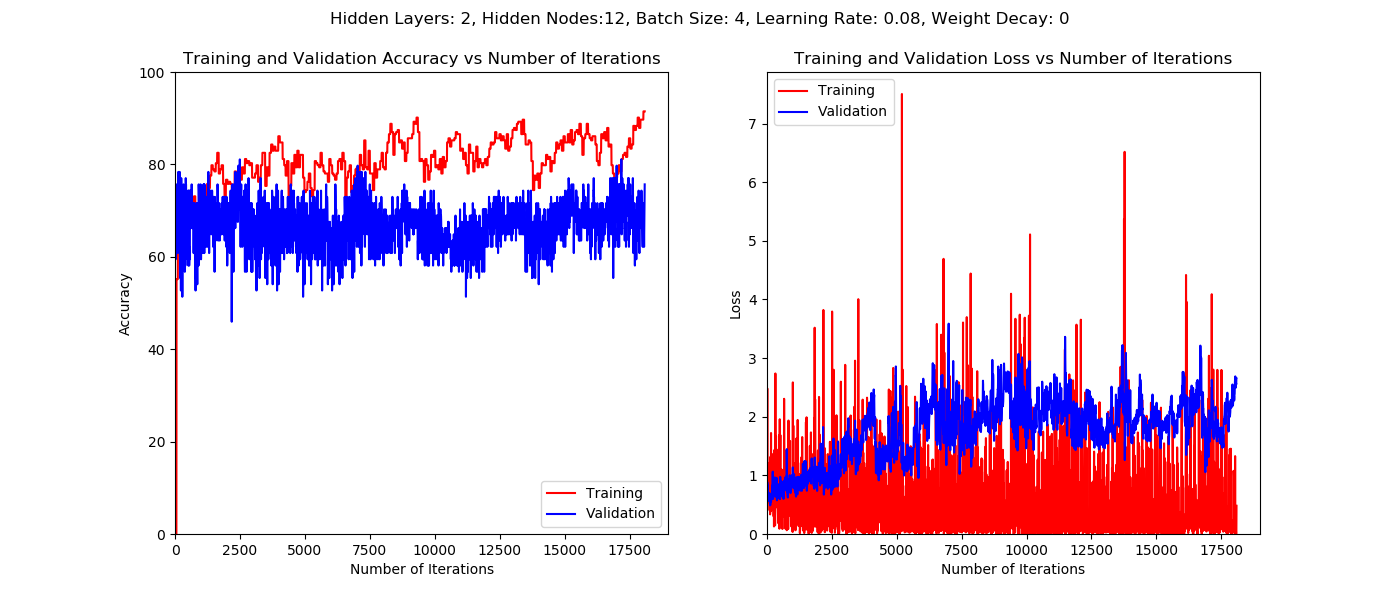 Hidden Layers: 2, Hidden Nodes:12, Batch Size: 4, Learning Rate: 0.08, Weight Decay: 0
Training and Validation Accuracy vs Number of Iterations
100
80
60
40
20
0
Accuracy
0 2500 5000 7500 10000 12500 15000 17500
Number of Iterations
Training
Validation
Training and Validation Loss vs Number of Iterations
Training
Validation
7
6
5
4
3
2
1
0
Loss
0 2500 5000 7500 10000 12500 15000 17500
Number of Iterations